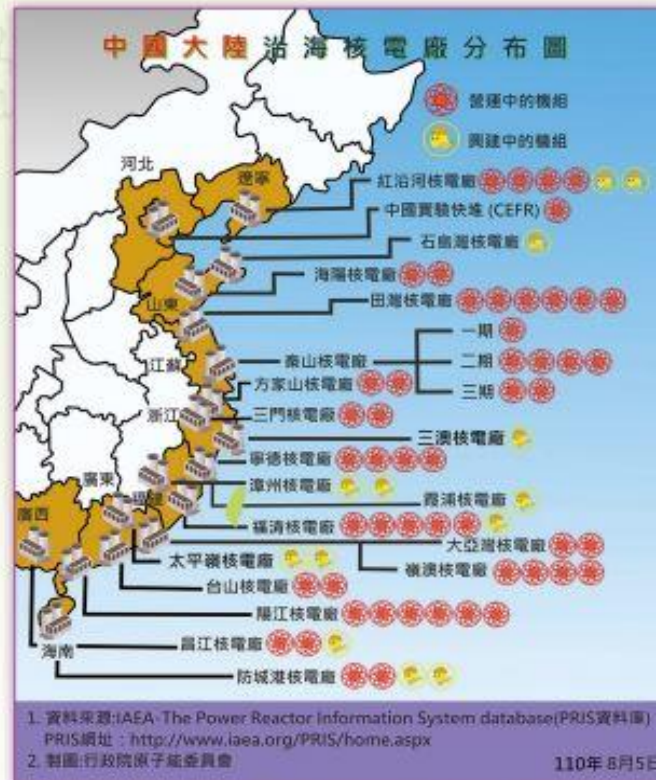 中國大陸沿海核電廠分布圖
營運中的機組
興建中的機組
河北
遼寧
紅沿河核電廠
中國實驗快堆 (CEFR)
石島灣核電廠
海陽核電廠
山東
田灣核電廠
一期
江蘇
秦山核電廠
二期
方家山核電廠
三期
浙江
三門核電廠
三澳核電廠
寧德核電廠
廣東
漳州核電廠
福建
霞浦核電廠
廣西
福清核電廠
大亞灣核電廠
太平嶺核電廠
嶺澳核電廠
台山核電廠
陽江核電廠
海南
昌江核電廠
防城港核電廠
1. 資料來源:IAEA-The Power Reactor Information System database(PRIS資料庫)
PRIS網址：http://www.iaea.org/PRIS/home.aspx
2. 製圖:行政院原子能委員會
110年 8月5日